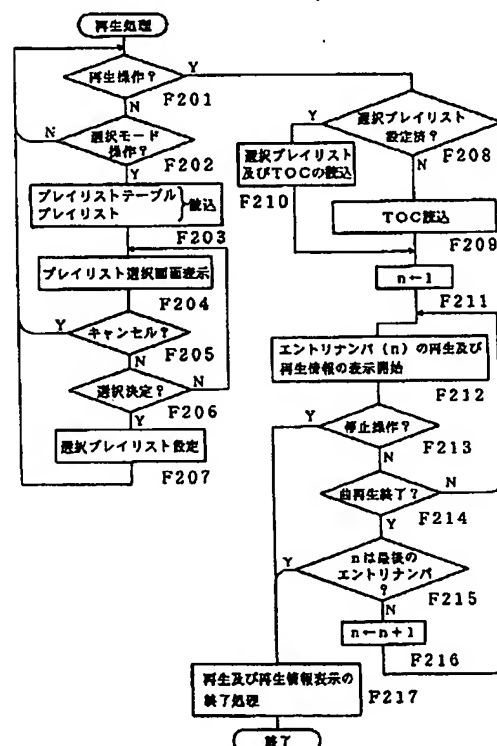 再生処理
再生操作？
Y
N
F201
選択モード
操作？
N
Y
F202
プレイリストテーブル
プレイリスト
読込
F203
プレイリスト選択画面表示
F204
キャンセル？
Y
N
F205
選択決定？
N
Y
F206
選択プレイリスト設定
F207
選択プレイリスト
設定済？
Y
N
F208
選択プレイリスト
及びTOCの読込
F210
TOC読込
F209
n←1
F211
エントリナンバ（n）の再生及び
再生情報の表示開始
F212
停止操作？
Y
N
F213
曲再生終了？
N
Y
F214
nは最後の
エントリナンバ
？
Y
N
F215
n←n+1
F216
再生及び再生情報表示の
終了処理
F217
終了